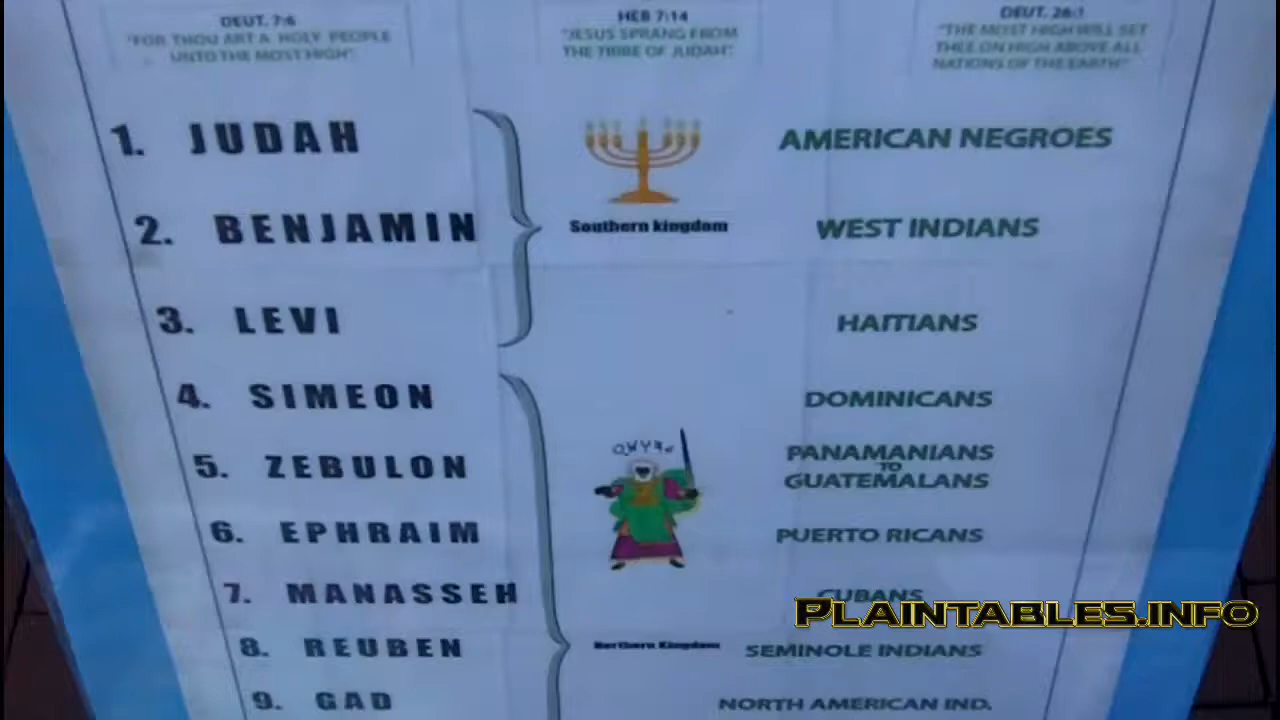 DEUT. 7:6
"FOR THOU ART A HOLY PEOPLE
UNTO THE MOST HIGH"
HEB 7:14
"JESUS SPRANG FROM
THE TRIBE OF JUDAH"
DEUT. 26:1
"THE MOST HIGH WILL SET
THEE ON HIGH ABOVE ALL
NATIONS OF THE EARTH"
1. JUDAH
AMERICAN NEGROES
2. BENJAMIN
Southern kingdom
WEST INDIANS
3. LEVI
HAITIANS
4. SIMEON
DOMINICANS
5. ZEBULON
PANAMANIANS
TO
GUATEMALANS
6. EPHRAIM
PUERTO RICANS
7. MANASSEH
CUBANS
PLAINTABLES.INFO
8. REUBEN
Northern Kingdom
SEMINOLE INDIANS
9. GAD
NORTH AMERICAN IND.